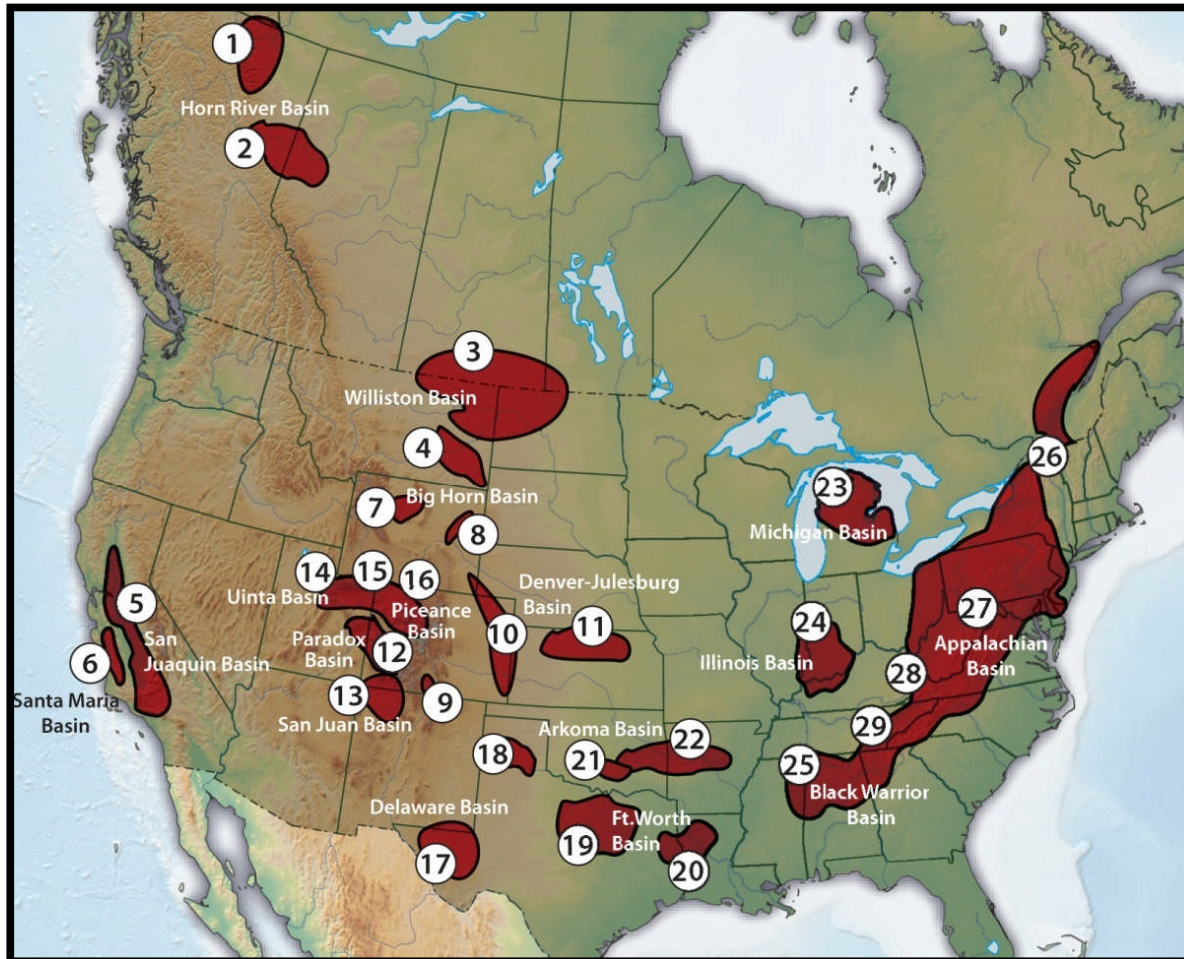 1
Horn River Basin
2
3
Williston Basin
4
Big Horn Basin
7
8
26
23
Michigan Basin
14
15
16
Uinta Basin
Piceance
Basin
Denver-Julesburg
Basin
10
11
5
San
Juaquin Basin
6
Santa Maria
Basin
Paradox
Basin
12
13
San Juan Basin
9
24
Illinois Basin
27
Appalachian
Basin
28
29
18
Arkoma Basin
21
22
25
Black Warrior
Basin
Delaware Basin
17
19
Ft.Worth
Basin
20